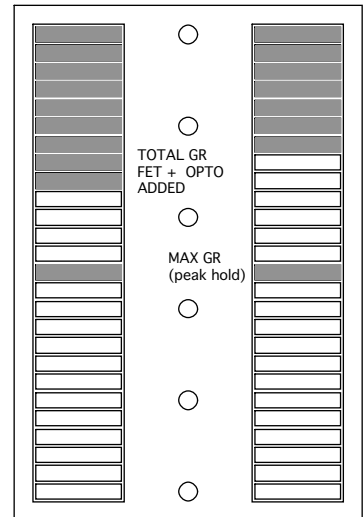 TOTAL GR
FET + OPTO
ADDED
MAX GR
(peak hold)